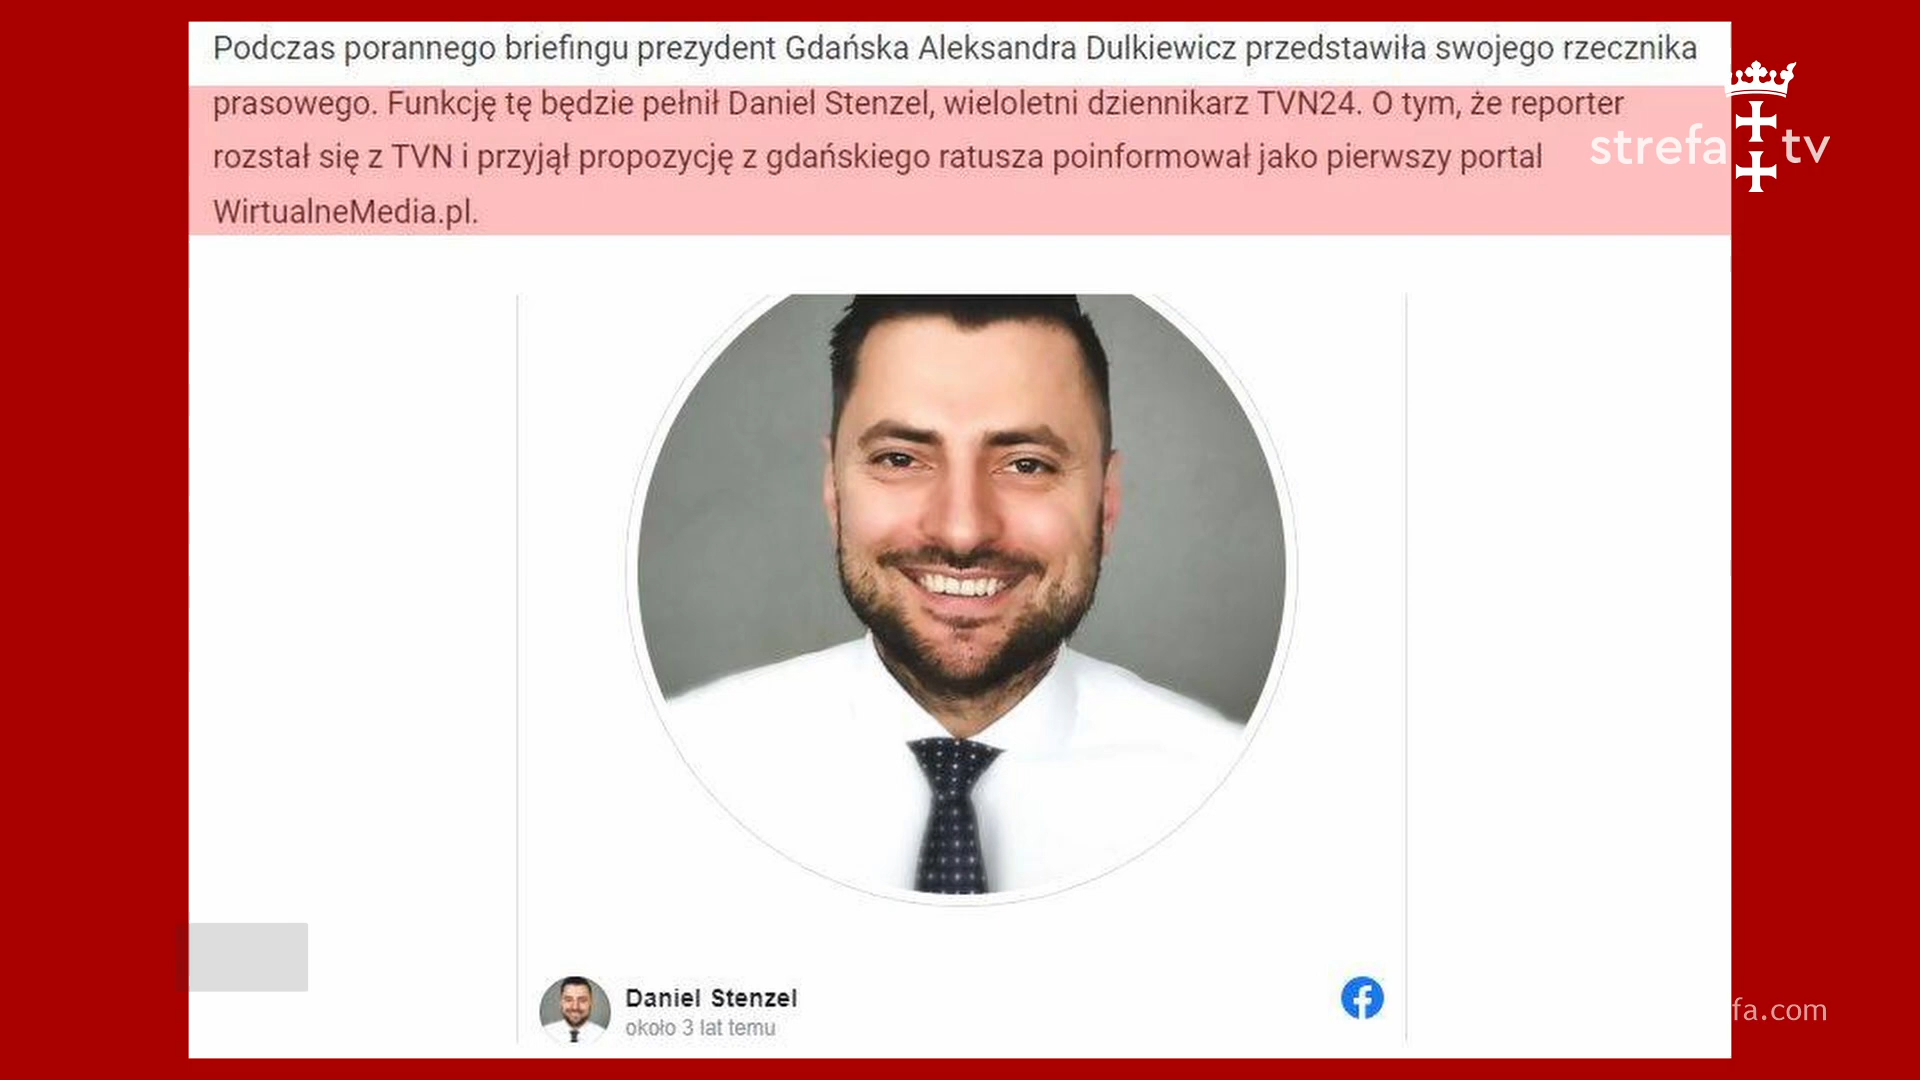 Podczas porannego briefingu prezydent Gdańska Aleksandra Dulkiewicz przedstawiła swojego rzecznika
prasowego. Funkcję tę będzie pełnił Daniel Stenzel, wieloletni dziennikarz TVN24. O tym, że reporter
rozstał się z TVN i przyjął propozycję z gdańskiego ratusza poinformował jako pierwszy portal
WirtualneMedia.pl.
strefa tv
Daniel Stenzel
około 3 lat temu
fa.com